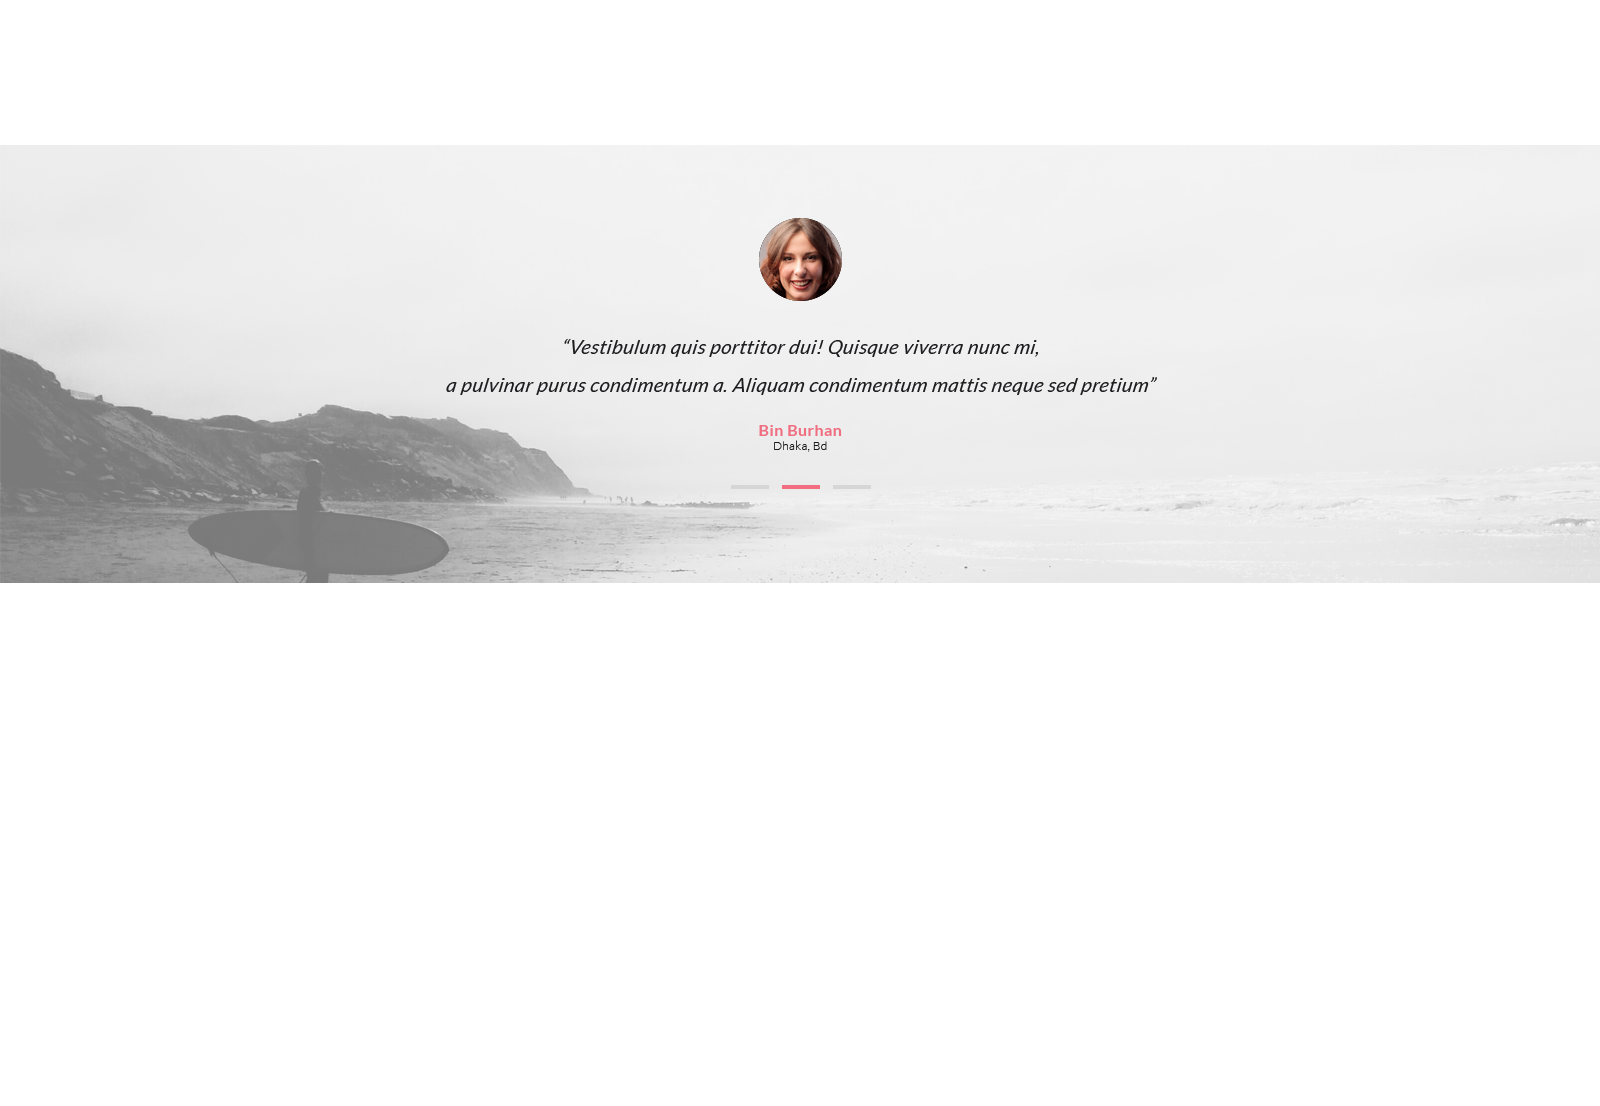 “Vestibulum quis porttitor dui! Quisque viverra nunc mi,
a pulvinar purus condimentum a. Aliquam condimentum mattis neque sed pretium”
Bin Burhan
Dhaka, Bd